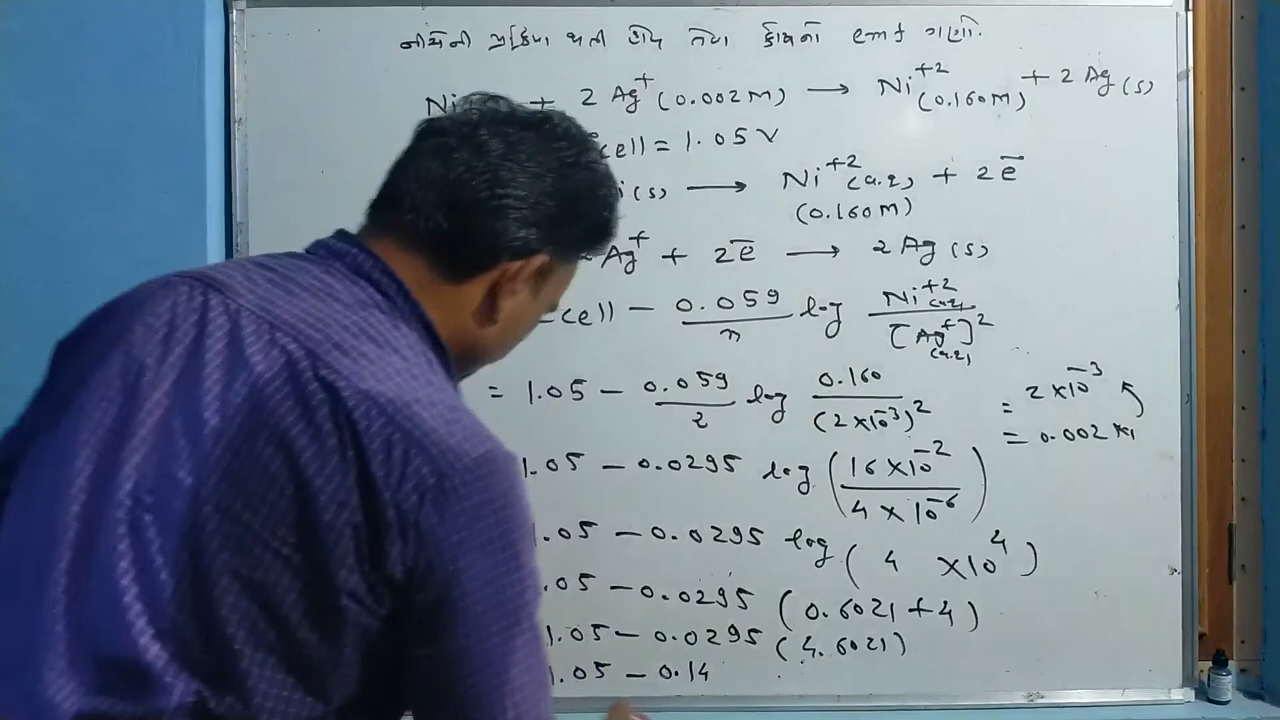 નીચેની પ્રક્રિયા થતી હોય તેવા કોષનો emf ગણો.
Ni + 2 Ag⁺ (0.002M) ⟶ Ni⁺² (0.160M) + 2 Ag(s)
cell = 1.05 V
i(s) ⟶ Ni⁺² (a.q) + 2e̅
(0.160M)
Ag⁺ + 2e̅ ⟶ 2 Ag (s)
cell − 0.059/n log Ni⁺²(a.q)/[Ag⁺(a.q)]²
= 1.05 − 0.059/2 log 0.160/(2×10⁻³)²
= 2×10⁻³
= 0.002
1.05 − 0.0295 log (16×10⁻²/4×10⁻⁶)
1.05 − 0.0295 log (4 ×10⁴)
.05 − 0.0295 (0.6021+4)
1.05 − 0.0295 (4.6021)
1.05 − 0.14